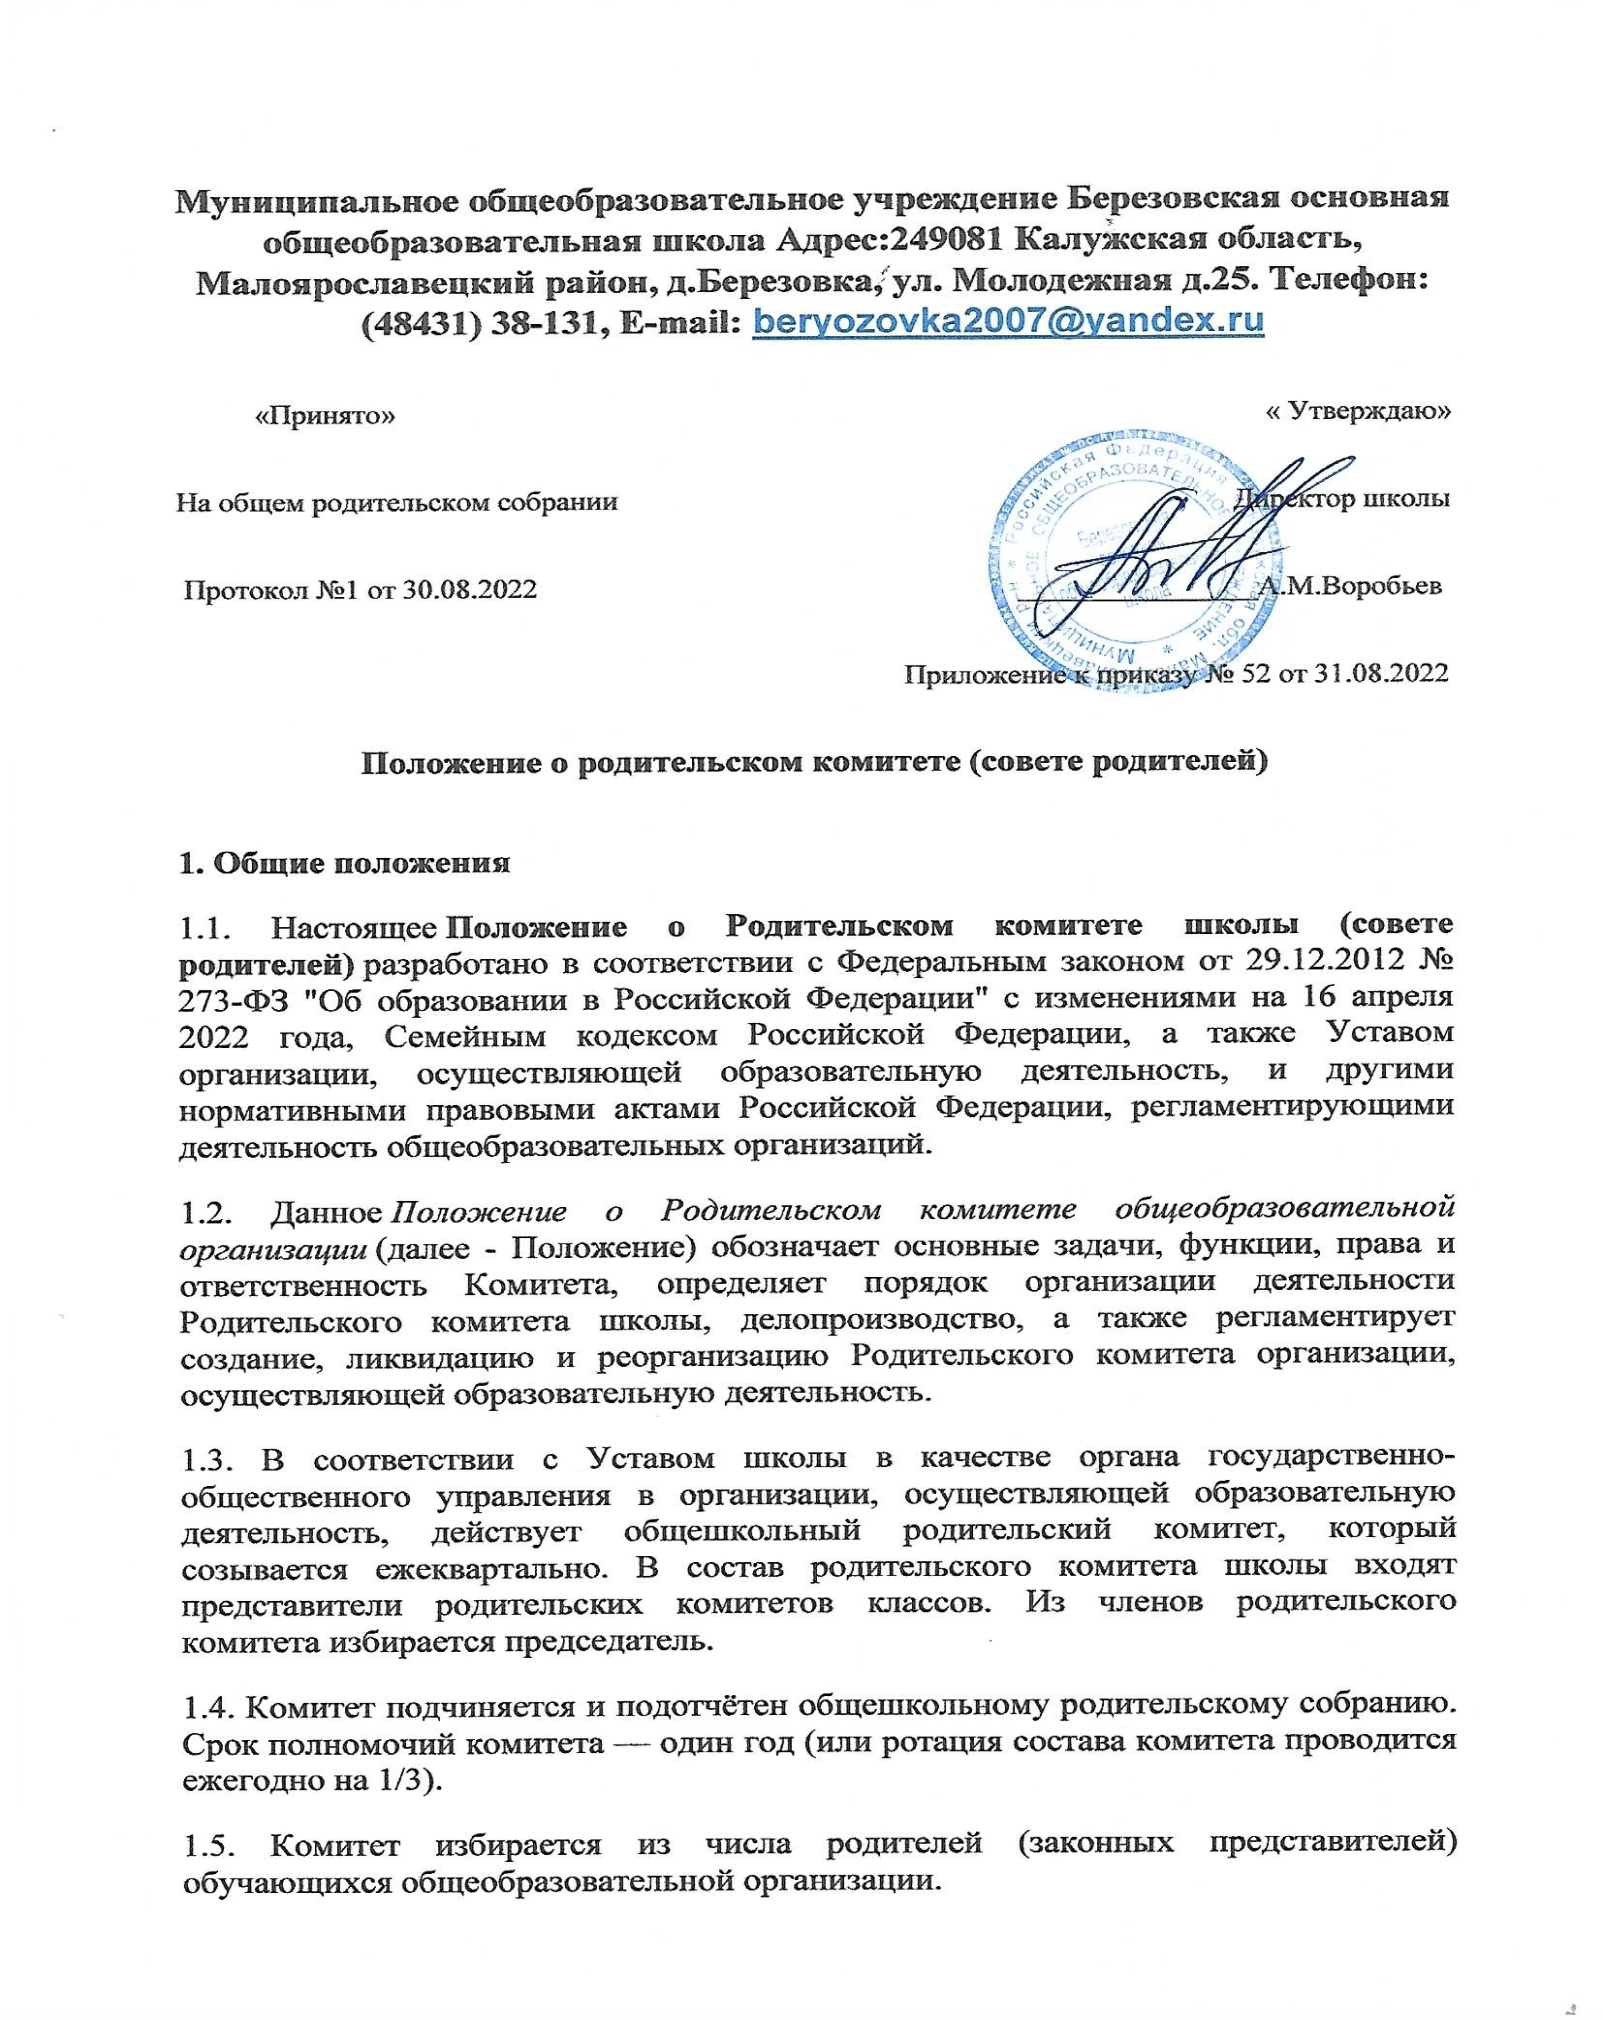 Муниципальное общеобразовательное учреждение Березовская основная
общеобразовательная школа Адрес:249081 Калужская область,
Малоярославецкий район, д.Березовка, ул. Молодежная д.25. Телефон:
(48431) 38-131, E-mail: beryozovka2007@yandex.ru
«Принято»
« Утверждаю»
На общем родительском собрании
Директор школы
Протокол №1 от 30.08.2022
А.М.Воробьев
Российская Федерация
ОБЩЕОБРАЗОВАТЕЛЬНОЕ
школа
Приложение к приказу № 52 от 31.08.2022
Положение о родительском комитете (совете родителей)
1. Общие положения
1.1. Настоящее Положение о Родительском комитете школы (совете
родителей) разработано в соответствии с Федеральным законом от 29.12.2012 №
273-ФЗ "Об образовании в Российской Федерации" с изменениями на 16 апреля
2022 года, Семейным кодексом Российской Федерации, а также Уставом
организации, осуществляющей образовательную деятельность, и другими
нормативными правовыми актами Российской Федерации, регламентирующими
деятельность общеобразовательных организаций.
1.2. Данное Положение о Родительском комитете общеобразовательной
организации (далее - Положение) обозначает основные задачи, функции, права и
ответственность Комитета, определяет порядок организации деятельности
Родительского комитета школы, делопроизводство, а также регламентирует
создание, ликвидацию и реорганизацию Родительского комитета организации,
осуществляющей образовательную деятельность.
1.3. В соответствии с Уставом школы в качестве органа государственно-
общественного управления в организации, осуществляющей образовательную
деятельность, действует общешкольный родительский комитет, который
созывается ежеквартально. В состав родительского комитета школы входят
представители родительских комитетов классов. Из членов родительского
комитета избирается председатель.
1.4. Комитет подчиняется и подотчётен общешкольному родительскому собранию.
Срок полномочий комитета — один год (или ротация состава комитета проводится
ежегодно на 1/3).
1.5. Комитет избирается из числа родителей (законных представителей)
обучающихся общеобразовательной организации.